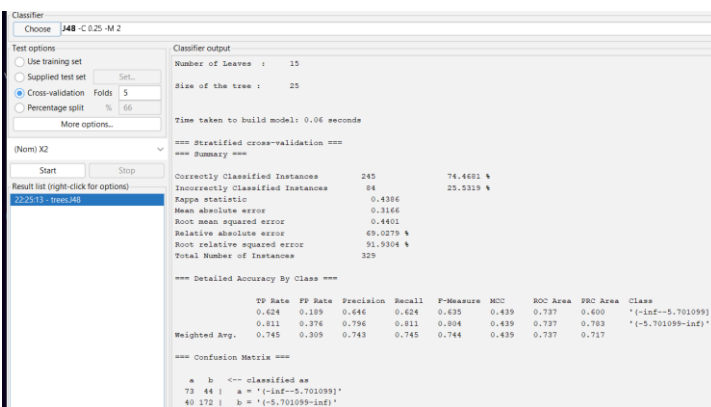 Classifier
Choose J48 -C 0.25 -M 2
Test options
Use training set
Supplied test set Set...
Cross-validation Folds 5
Percentage split % 66
More options...
(Nom) X2
Start Stop
Result list (right-click for options)
22:25:13 - trees.J48
Classifier output
Number of Leaves : 15
Size of the tree : 25
Time taken to build model: 0.06 seconds
=== Stratified cross-validation ===
=== Summary ===
Correctly Classified Instances 245 74.4681 %
Incorrectly Classified Instances 84 25.5319 %
Kappa statistic 0.4386
Mean absolute error 0.3166
Root mean squared error 0.4401
Relative absolute error 69.0279 %
Root relative squared error 91.9304 %
Total Number of Instances 329
=== Detailed Accuracy By Class ===
TP Rate FP Rate Precision Recall F-Measure MCC ROC Area PRC Area Class
0.624 0.189 0.646 0.624 0.635 0.439 0.737 0.600 '(-inf--5.701099]'
0.811 0.376 0.796 0.811 0.804 0.439 0.737 0.783 '(-5.701099-inf)'
Weighted Avg. 0.745 0.309 0.743 0.745 0.744 0.439 0.737 0.717
=== Confusion Matrix ===
a b <-- classified as
73 44 | a = '(-inf--5.701099]'
40 172 | b = '(-5.701099-inf)'